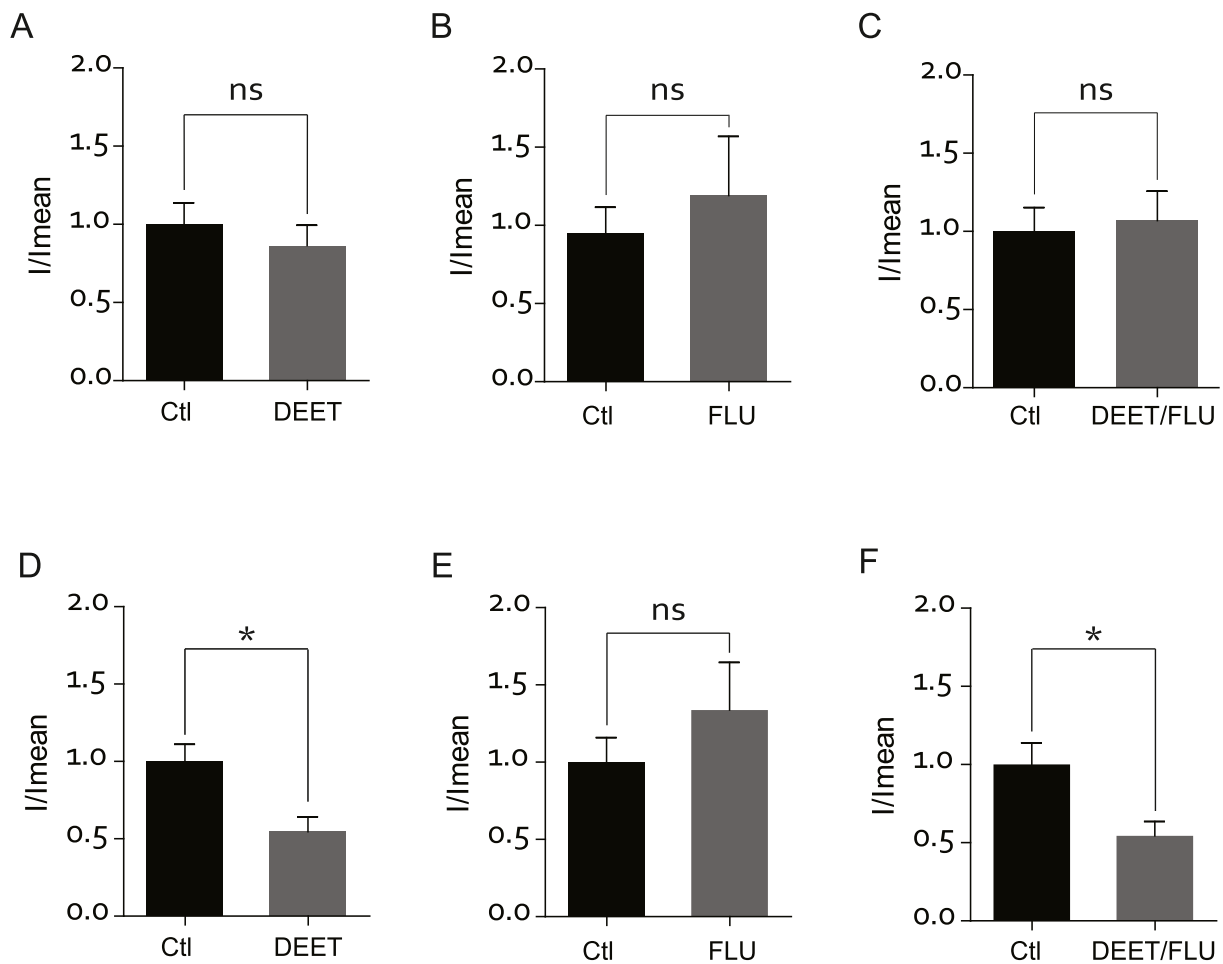 A
2.0
1.5
1.0
0.5
0.0
I/Imean
ns
Ctl
DEET
B
2.0
1.5
1.0
0.5
0.0
I/Imean
ns
Ctl
FLU
C
2.0
1.5
1.0
0.5
0.0
I/Imean
ns
Ctl
DEET/FLU
D
2.0
1.5
1.0
0.5
0.0
I/Imean
*
Ctl
DEET
E
2.0
1.5
1.0
0.5
0.0
I/Imean
ns
Ctl
FLU
F
2.0
1.5
1.0
0.5
0.0
I/Imean
*
Ctl
DEET/FLU